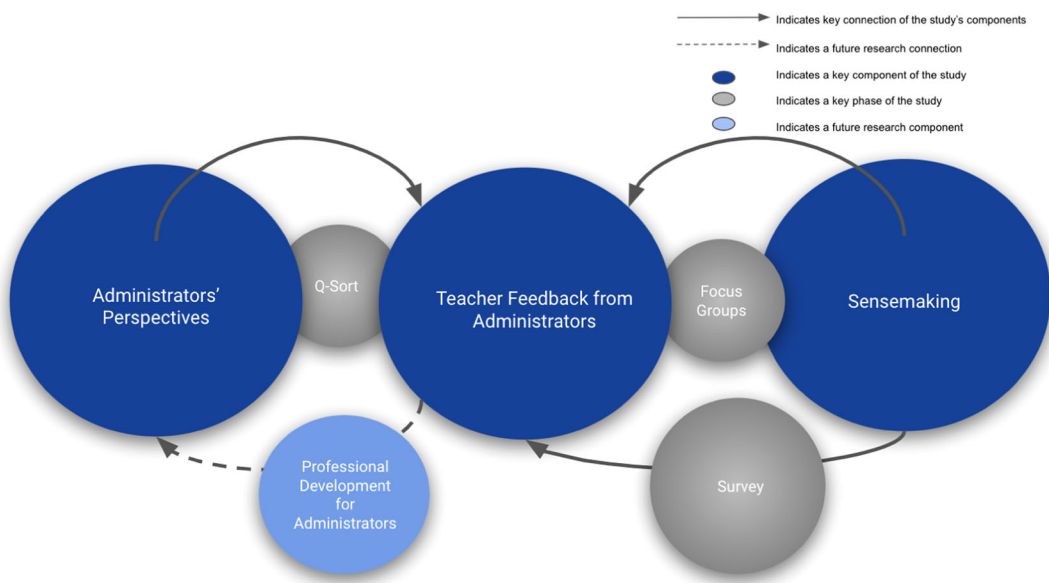 Indicates key connection of the study's components
Indicates a future research connection
Indicates a key component of the study
Indicates a key phase of the study
Indicates a future research component
Administrators'
Perspectives
Q-Sort
Teacher Feedback from
Administrators
Focus
Groups
Sensemaking
Professional
Development
for
Administrators
Survey